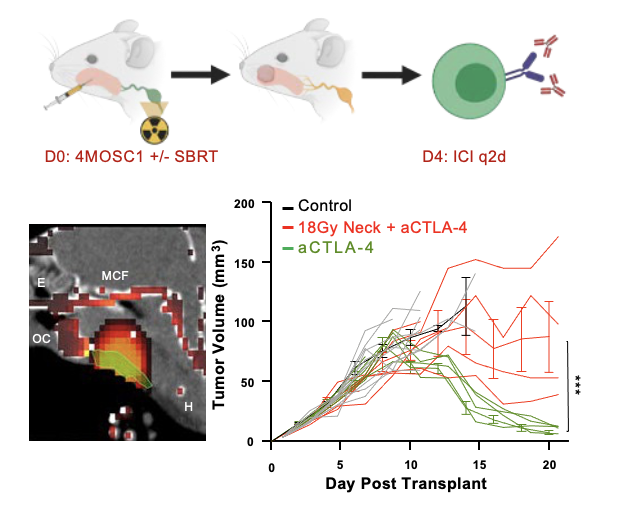 D0: 4MOSC1 +/- SBRT
D4: ICI q2d
E
MCF
OC
H
Tumor Volume (mm³)
200
150
100
50
0
Control
18Gy Neck + aCTLA-4
aCTLA-4
***
0 5 10 15 20
Day Post Transplant